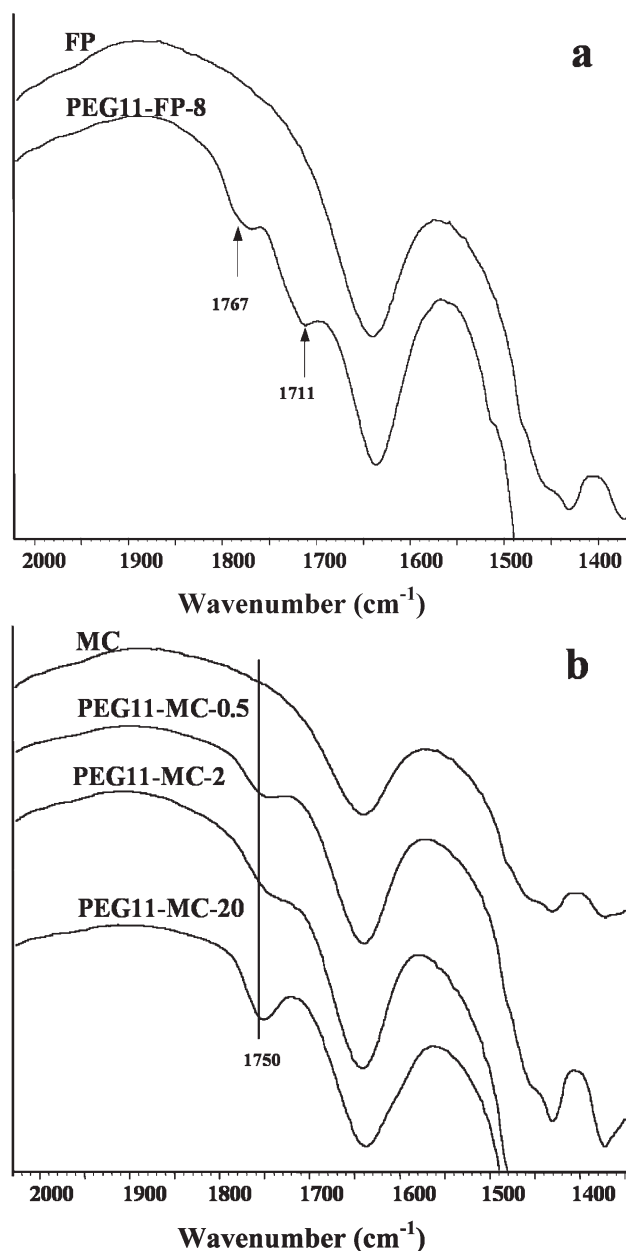 FP
a
PEG11-FP-8
1767
1711
2000 1900 1800 1700 1600 1500 1400
Wavenumber (cm⁻¹)
MC
b
PEG11-MC-0.5
PEG11-MC-2
PEG11-MC-20
1750
2000 1900 1800 1700 1600 1500 1400
Wavenumber (cm⁻¹)